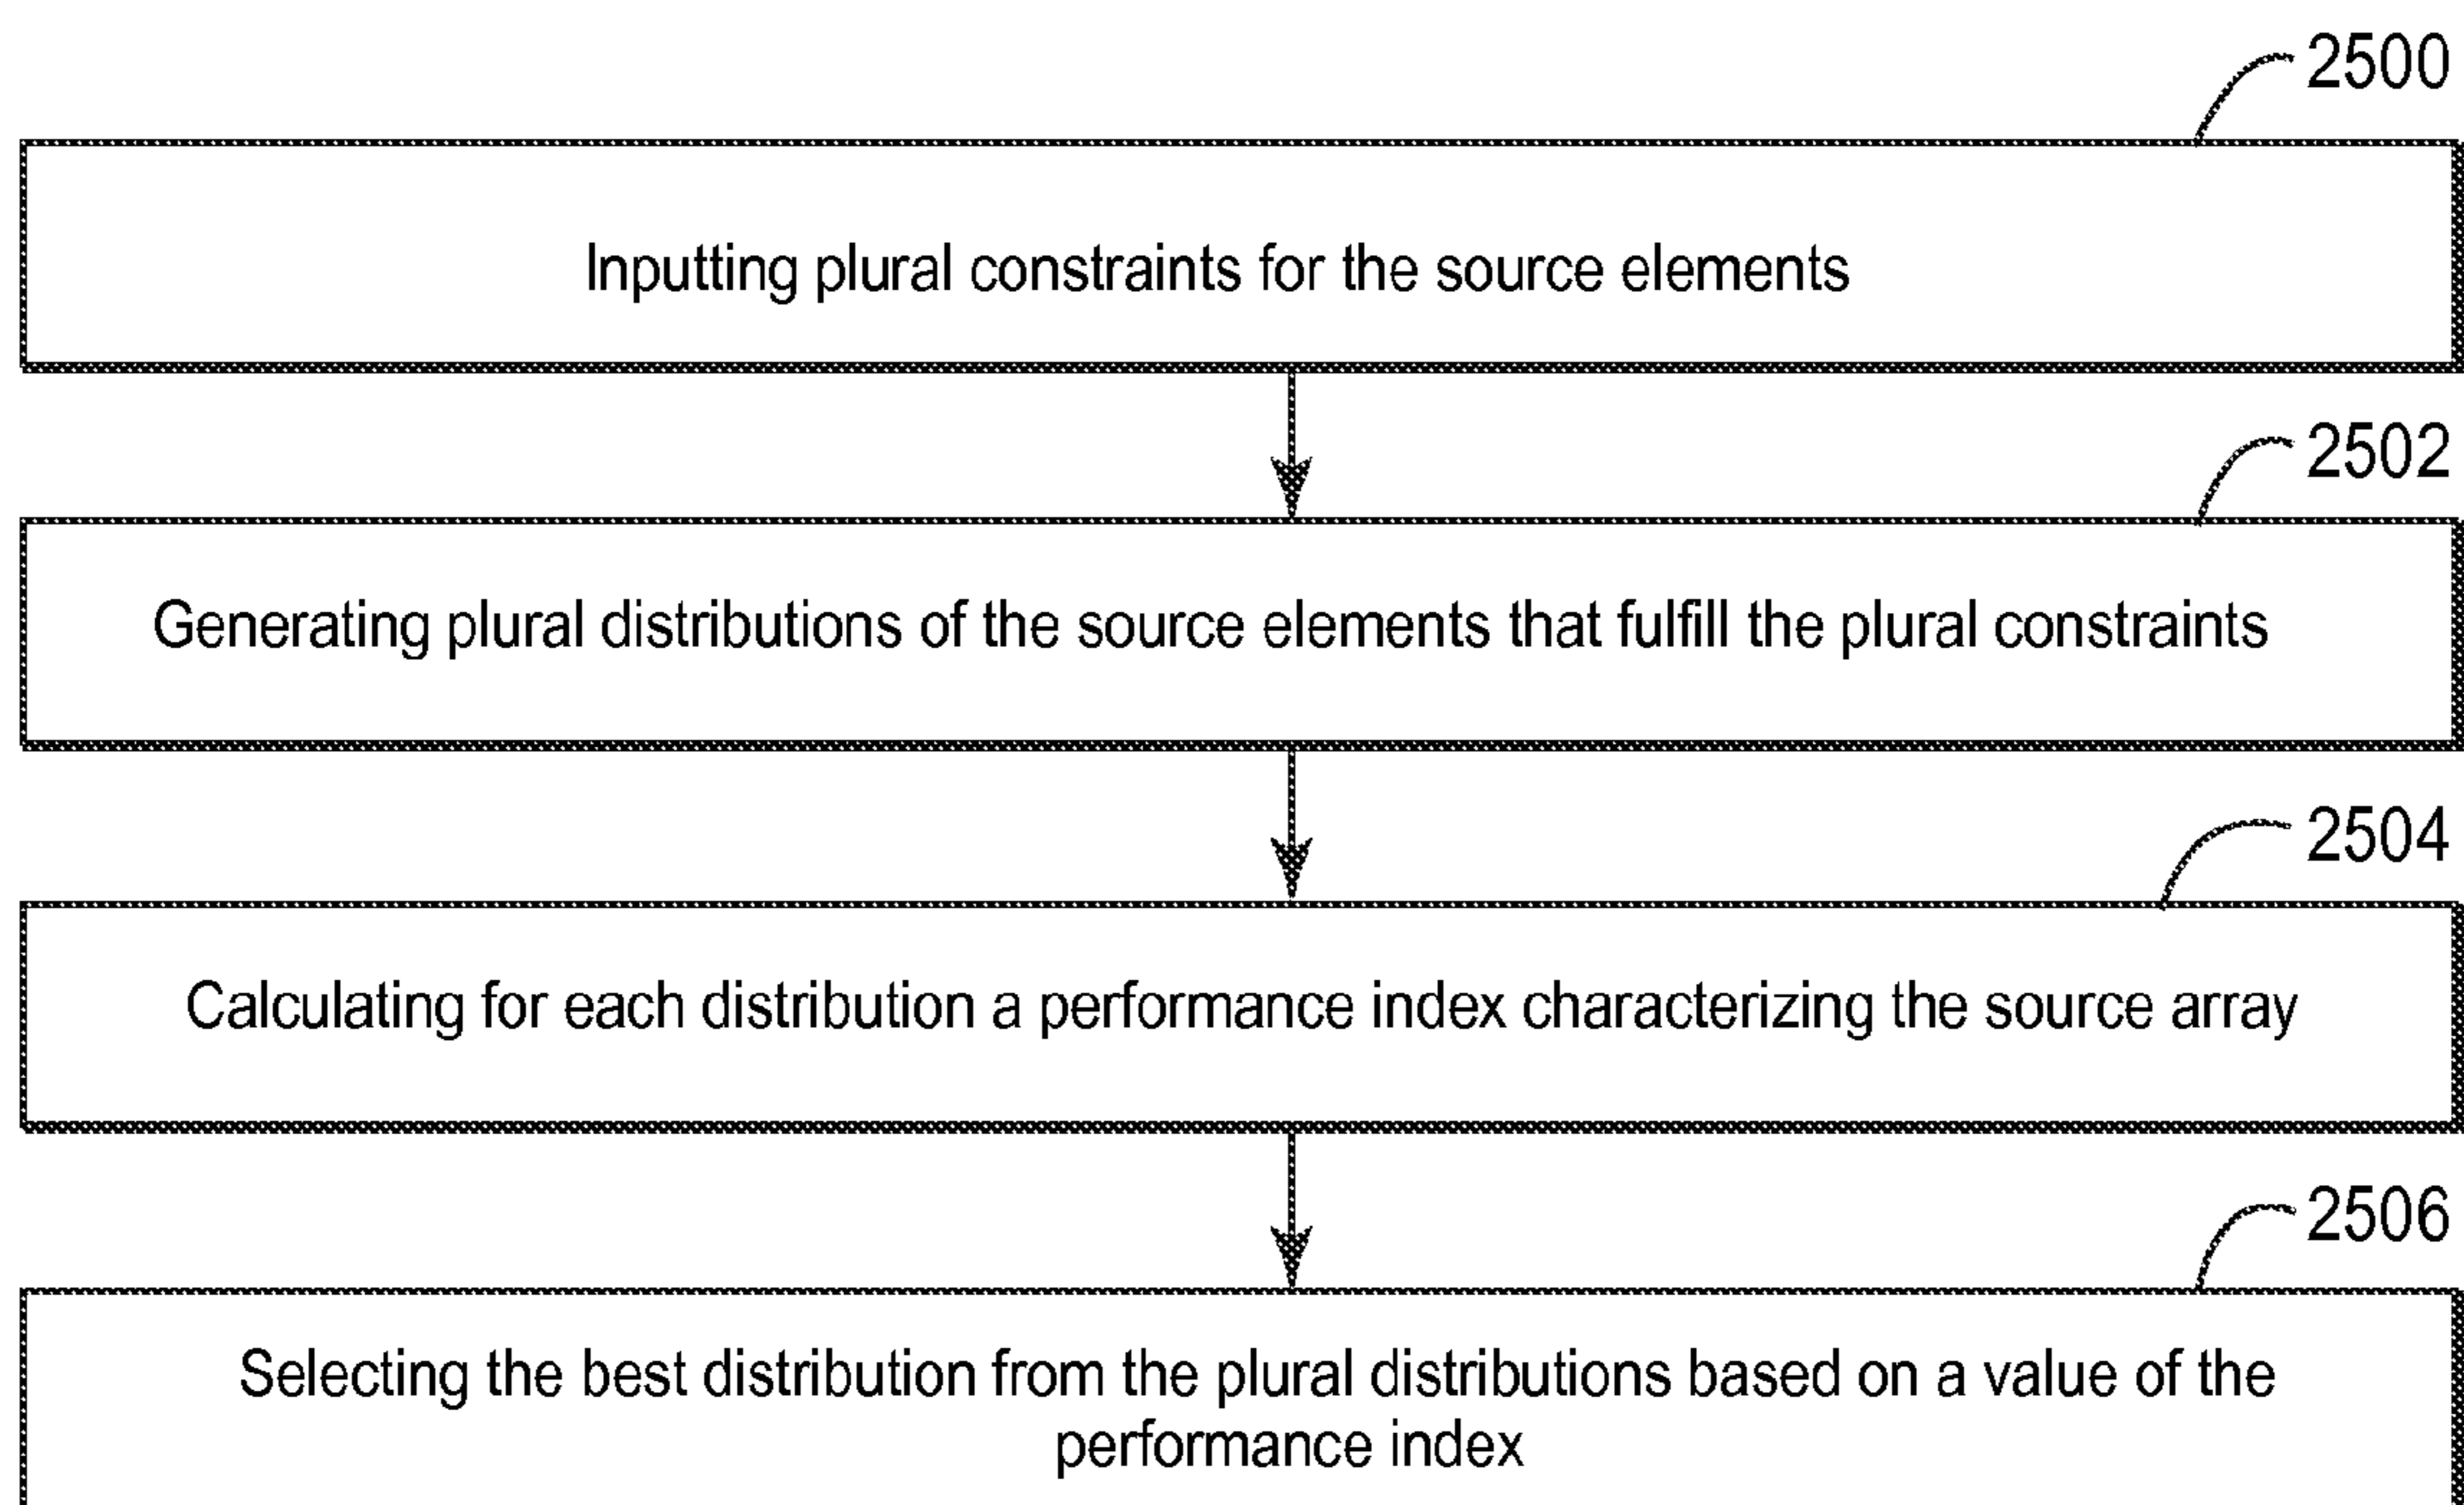 2500
Inputting plural constraints for the source elements
2502
Generating plural distributions of the source elements that fulfill the plural constraints
2504
Calculating for each distribution a performance index characterizing the source array
2506
Selecting the best distribution from the plural distributions based on a value of the
performance index